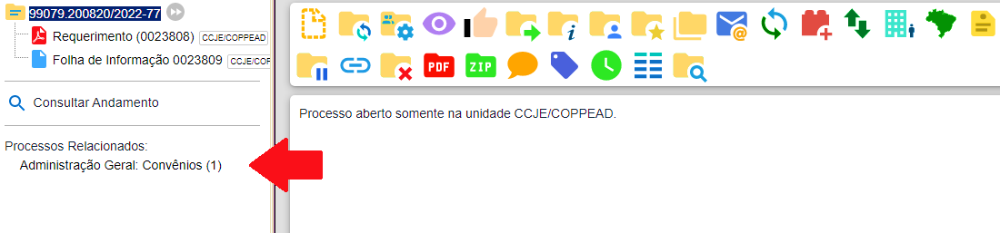 99079.200820/2022-77
Requerimento (0023808) CCJE/COPPEAD
Folha de Informação 0023809 CCJE/COP
Consultar Andamento
Processos Relacionados:
Administração Geral: Convênios (1)
PDF ZIP
Processo aberto somente na unidade CCJE/COPPEAD.